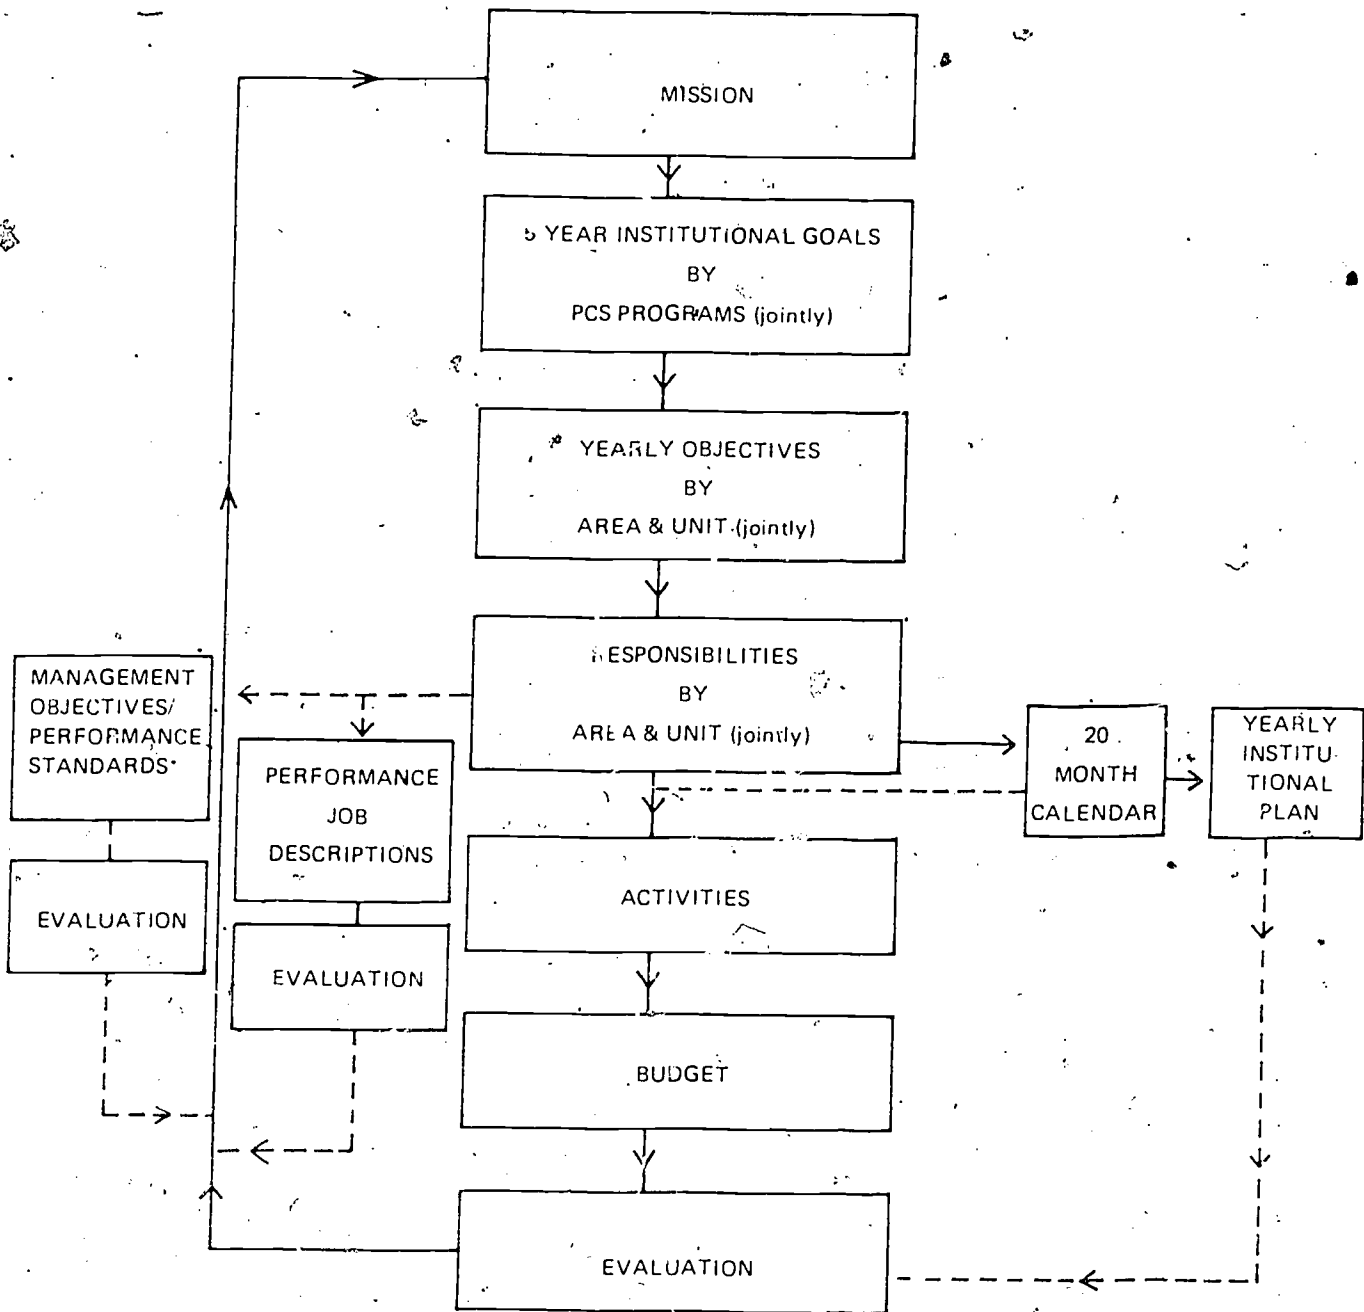 MISSION
5 YEAR INSTITUTIONAL GOALS
BY
PCS PROGRAMS (jointly)
YEARLY OBJECTIVES
BY
AREA & UNIT (jointly)
RESPONSIBILITIES
BY
AREA & UNIT (jointly)
MANAGEMENT
OBJECTIVES/
PERFORMANCE
STANDARDS
EVALUATION
PERFORMANCE
JOB
DESCRIPTIONS
EVALUATION
20
MONTH
CALENDAR
YEARLY
INSTITU-
TIONAL
PLAN
ACTIVITIES
BUDGET
EVALUATION